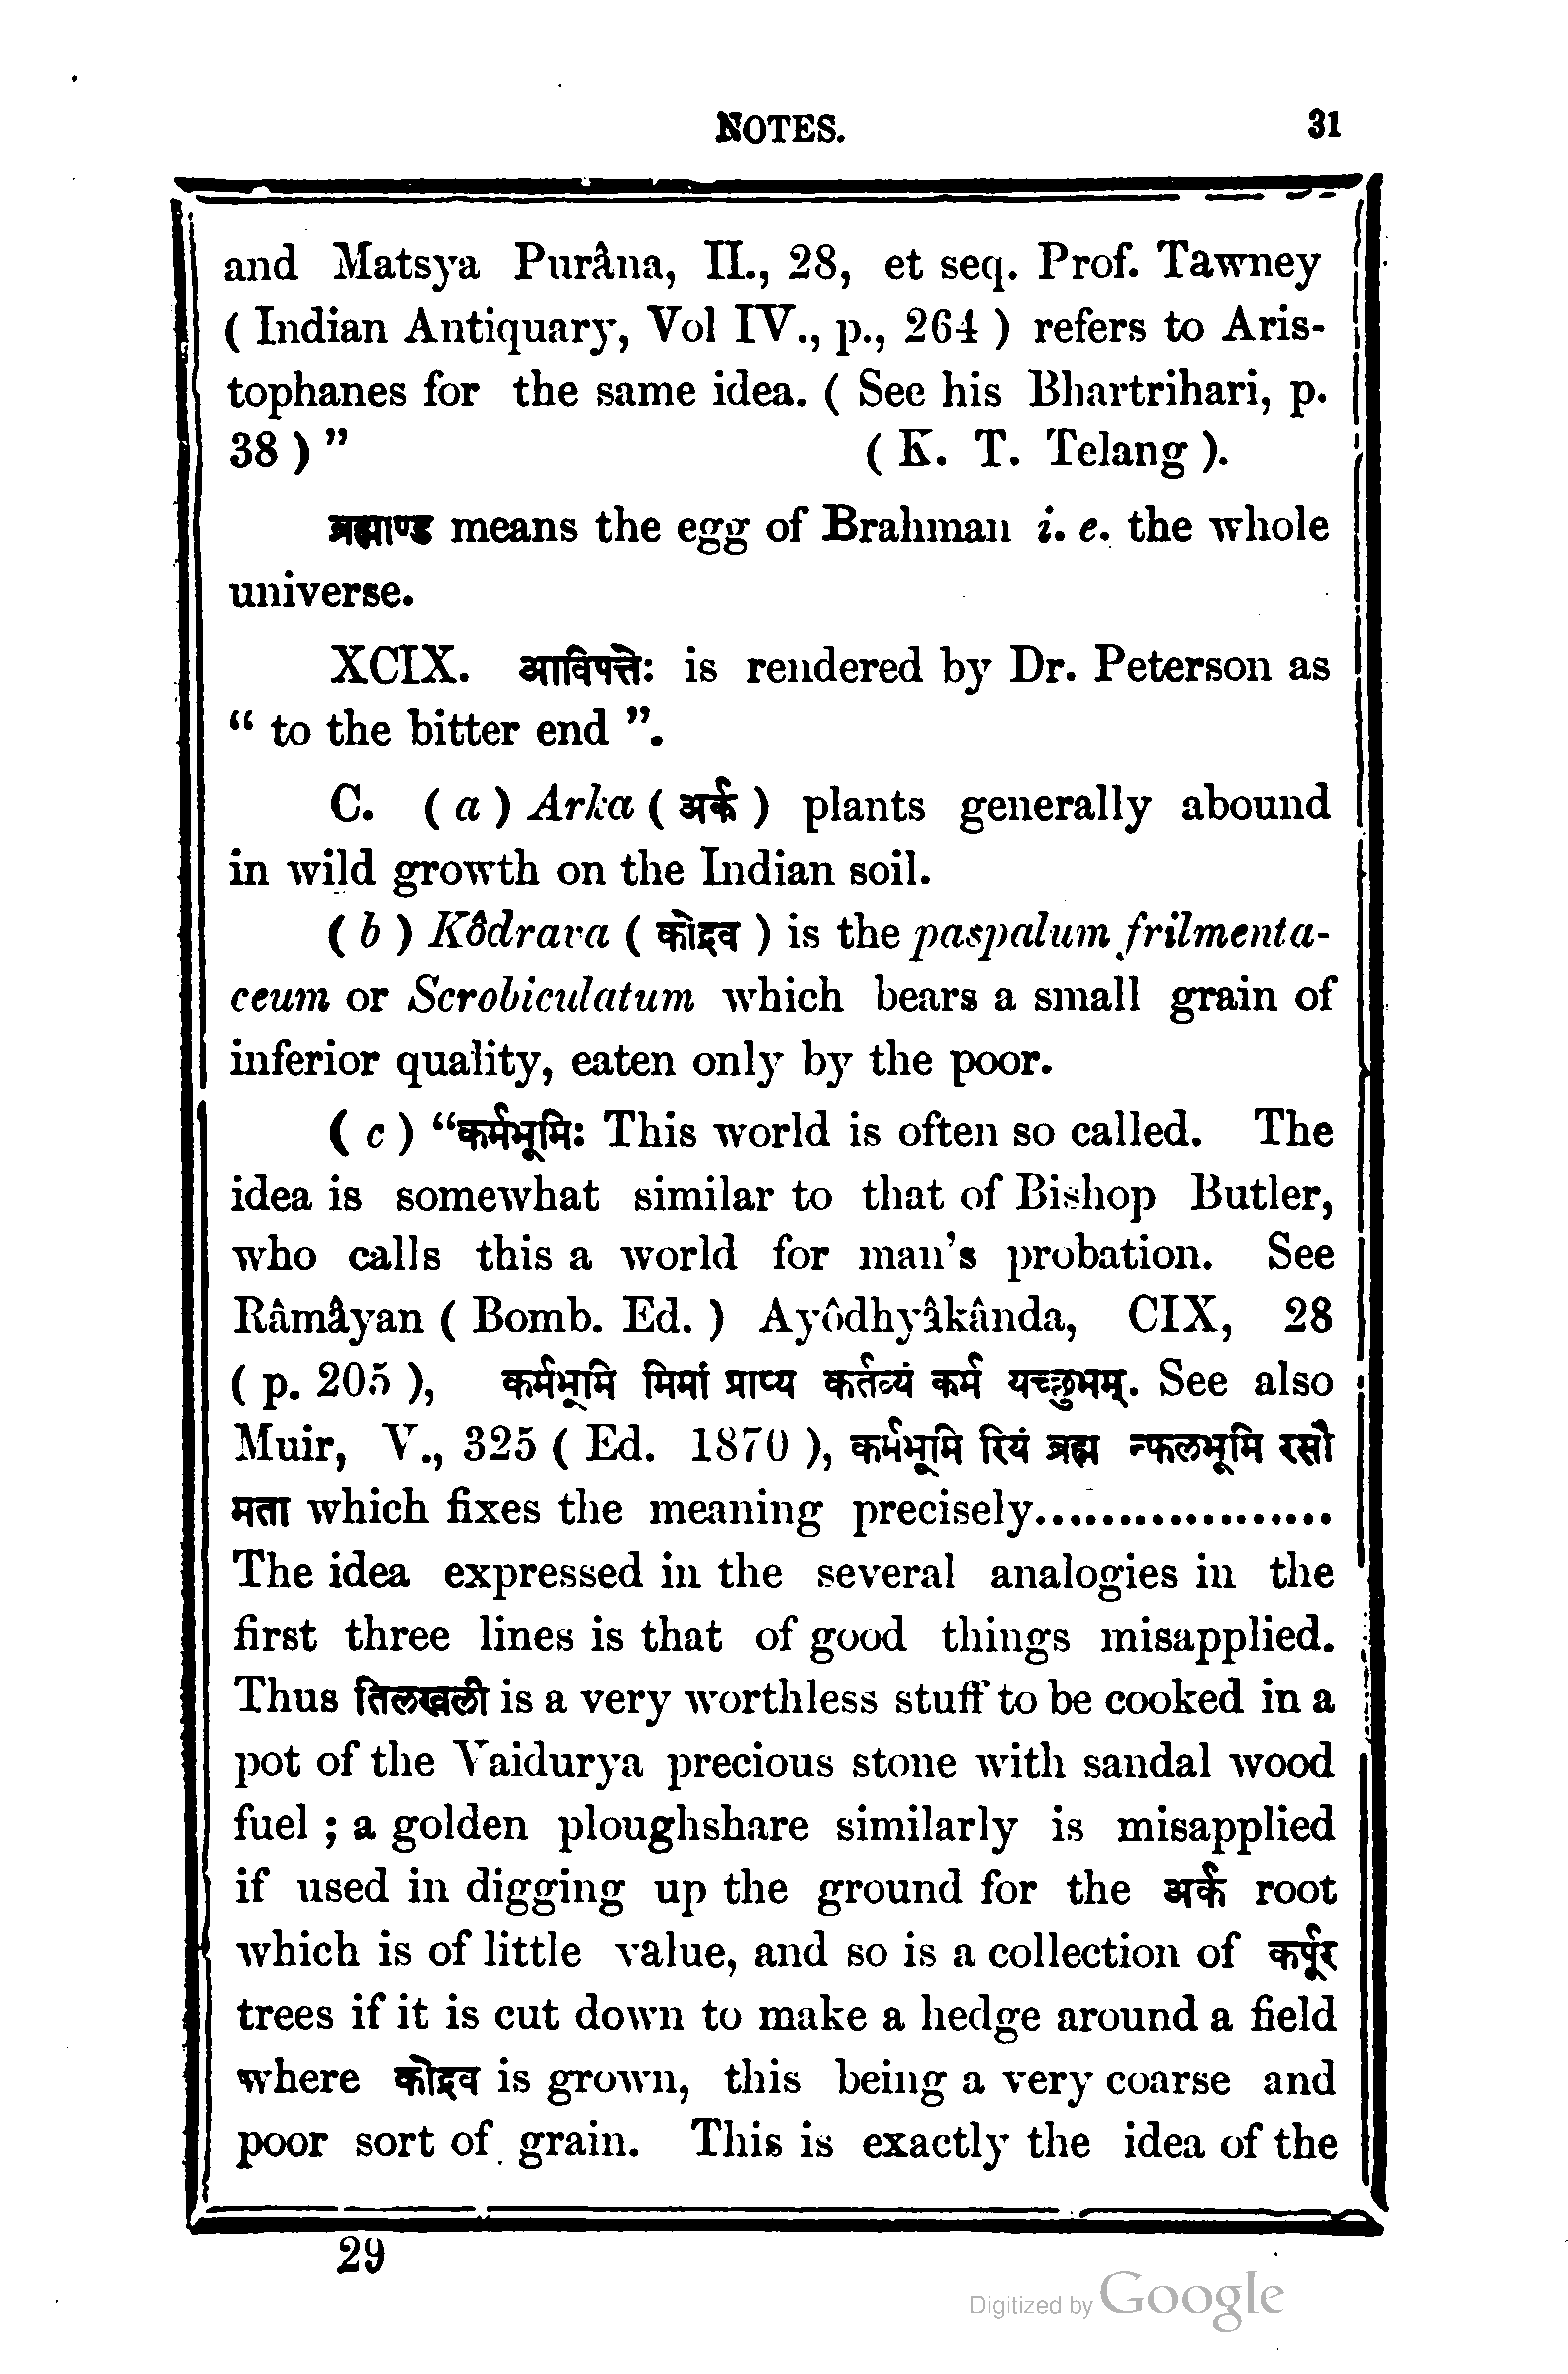 NOTES. 31
and Matsya Purâna, II., 28, et seq. Prof. Tawney
( Indian Antiquary, Vol IV., p., 264 ) refers to Aris-
tophanes for the same idea. ( See his Bhartrihari, p.
38 ) ” ( K. T. Telang ).
ब्रह्माण्ड means the egg of Brahman i. e. the whole
universe.
XCIX. आविपत्तेः is rendered by Dr. Peterson as
“ to the bitter end ”.
C. ( a ) Arka ( अर्क ) plants generally abound
in wild growth on the Indian soil.
( b ) Kôdrava ( कोद्रव ) is the paspalum frilmenta-
ceum or Scrobiculatum which bears a small grain of
inferior quality, eaten only by the poor.
( c ) “कर्मभूमिः This world is often so called. The
idea is somewhat similar to that of Bishop Butler,
who calls this a world for man’s probation. See
Râmâyan ( Bomb. Ed. ) Ayôdhyâkânda, CIX, 28
( p. 205 ), कर्मभूमि मिमां प्राप्य कर्तव्यं कर्म यच्छुभम्. See also
Muir, V., 325 ( Ed. 1870 ), कर्मभूमि रियं ब्रह्म न्फलभूमि रसौ
मता which fixes the meaning precisely..................
The idea expressed in the several analogies in the
first three lines is that of good things misapplied.
Thus तिलखली is a very worthless stuff to be cooked in a
pot of the Vaidurya precious stone with sandal wood
fuel ; a golden ploughshare similarly is misapplied
if used in digging up the ground for the अर्क root
which is of little value, and so is a collection of कर्पूर
trees if it is cut down to make a hedge around a field
where कोद्रव is grown, this being a very coarse and
poor sort of grain. This is exactly the idea of the
29
Digitized by Google